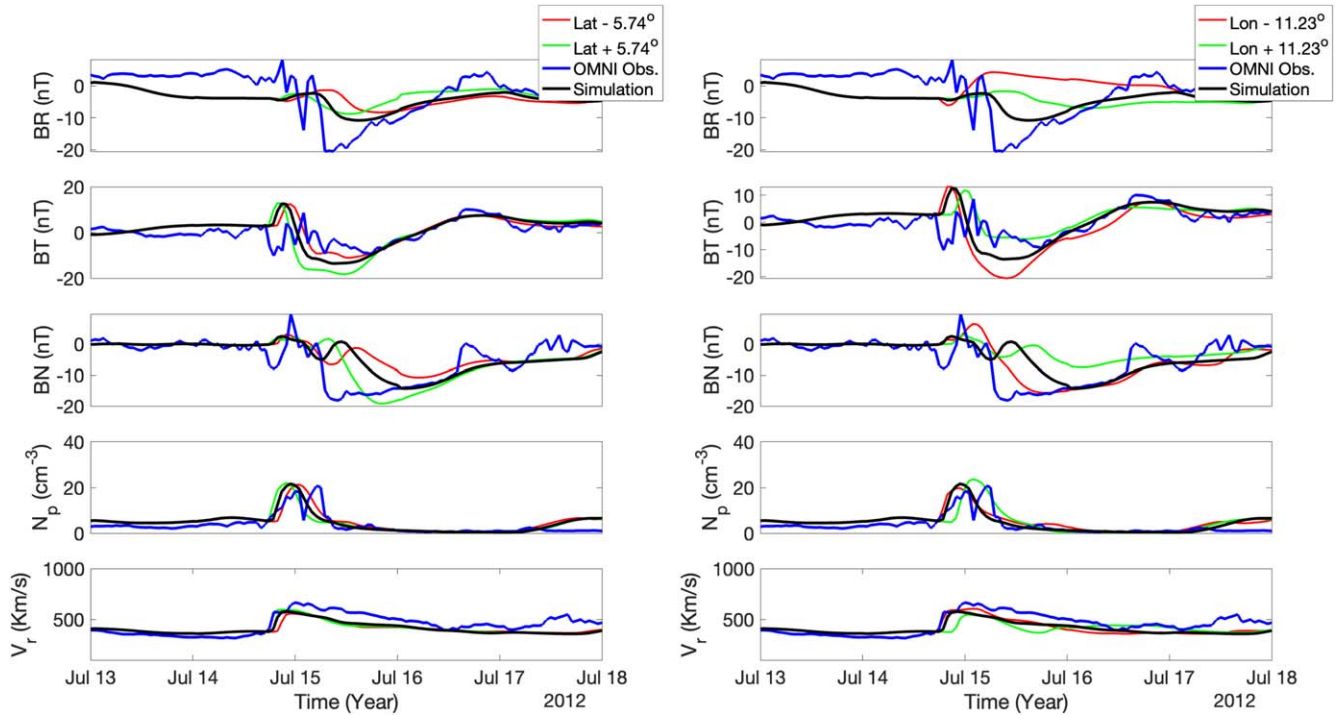 Lat - 5.74°
Lat + 5.74°
OMNI Obs.
Simulation
BR (nT)
0
-10
-20
BT (nT)
20
0
-20
BN (nT)
0
-10
-20
Np (cm-3)
40
20
0
Vr (Km/s)
1000
500
Jul 13 Jul 14 Jul 15 Jul 16 Jul 17 Jul 18
Time (Year) 2012
Lon - 11.23°
Lon + 11.23°
OMNI Obs.
Simulation
BR (nT)
0
-10
-20
BT (nT)
10
0
-10
-20
BN (nT)
0
-10
-20
Np (cm-3)
40
20
0
Vr (Km/s)
1000
500
Jul 13 Jul 14 Jul 15 Jul 16 Jul 17 Jul 18
Time (Year) 2012